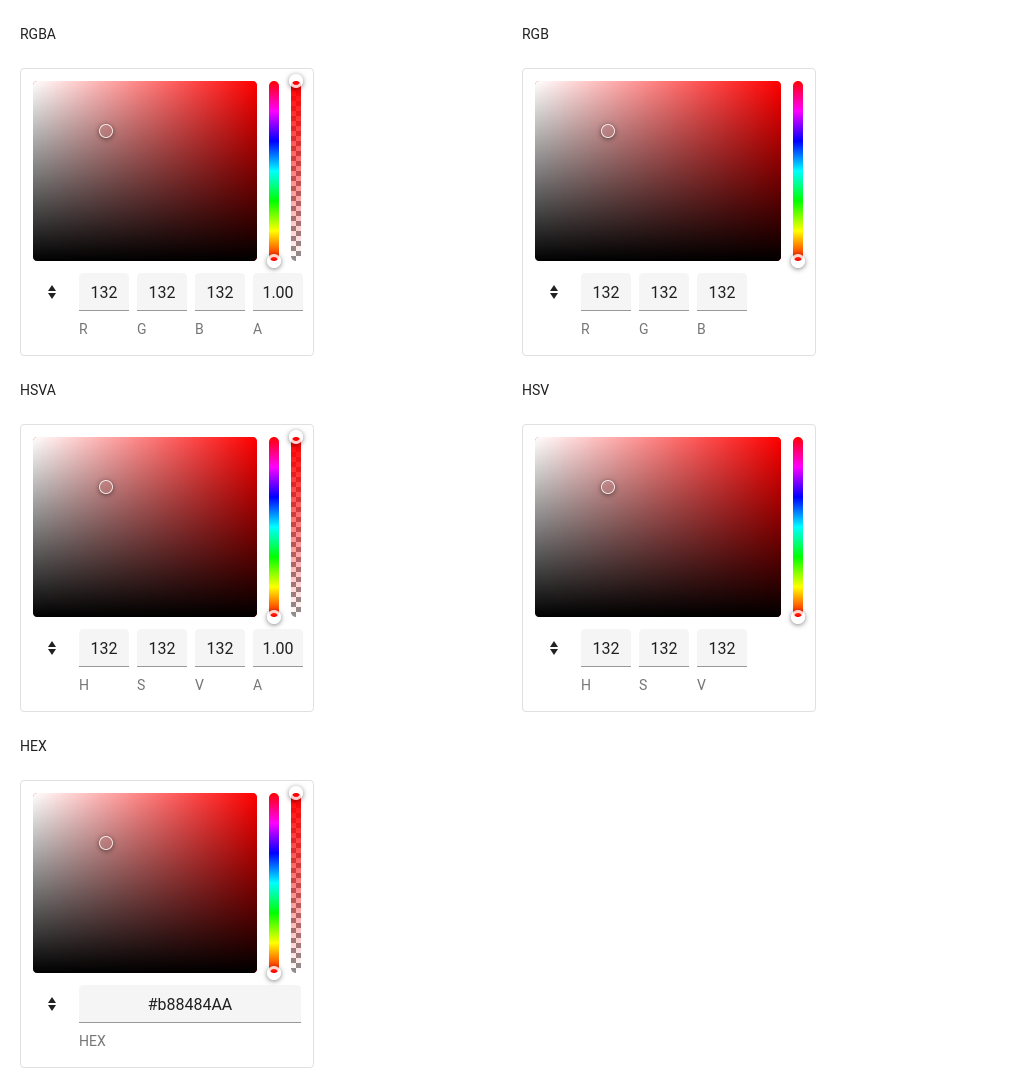 RGBA
RGB
132 132 132 1.00
R G B A
132 132 132
R G B
HSVA
HSV
132 132 132 1.00
H S V A
132 132 132
H S V
HEX
#b88484AA
HEX